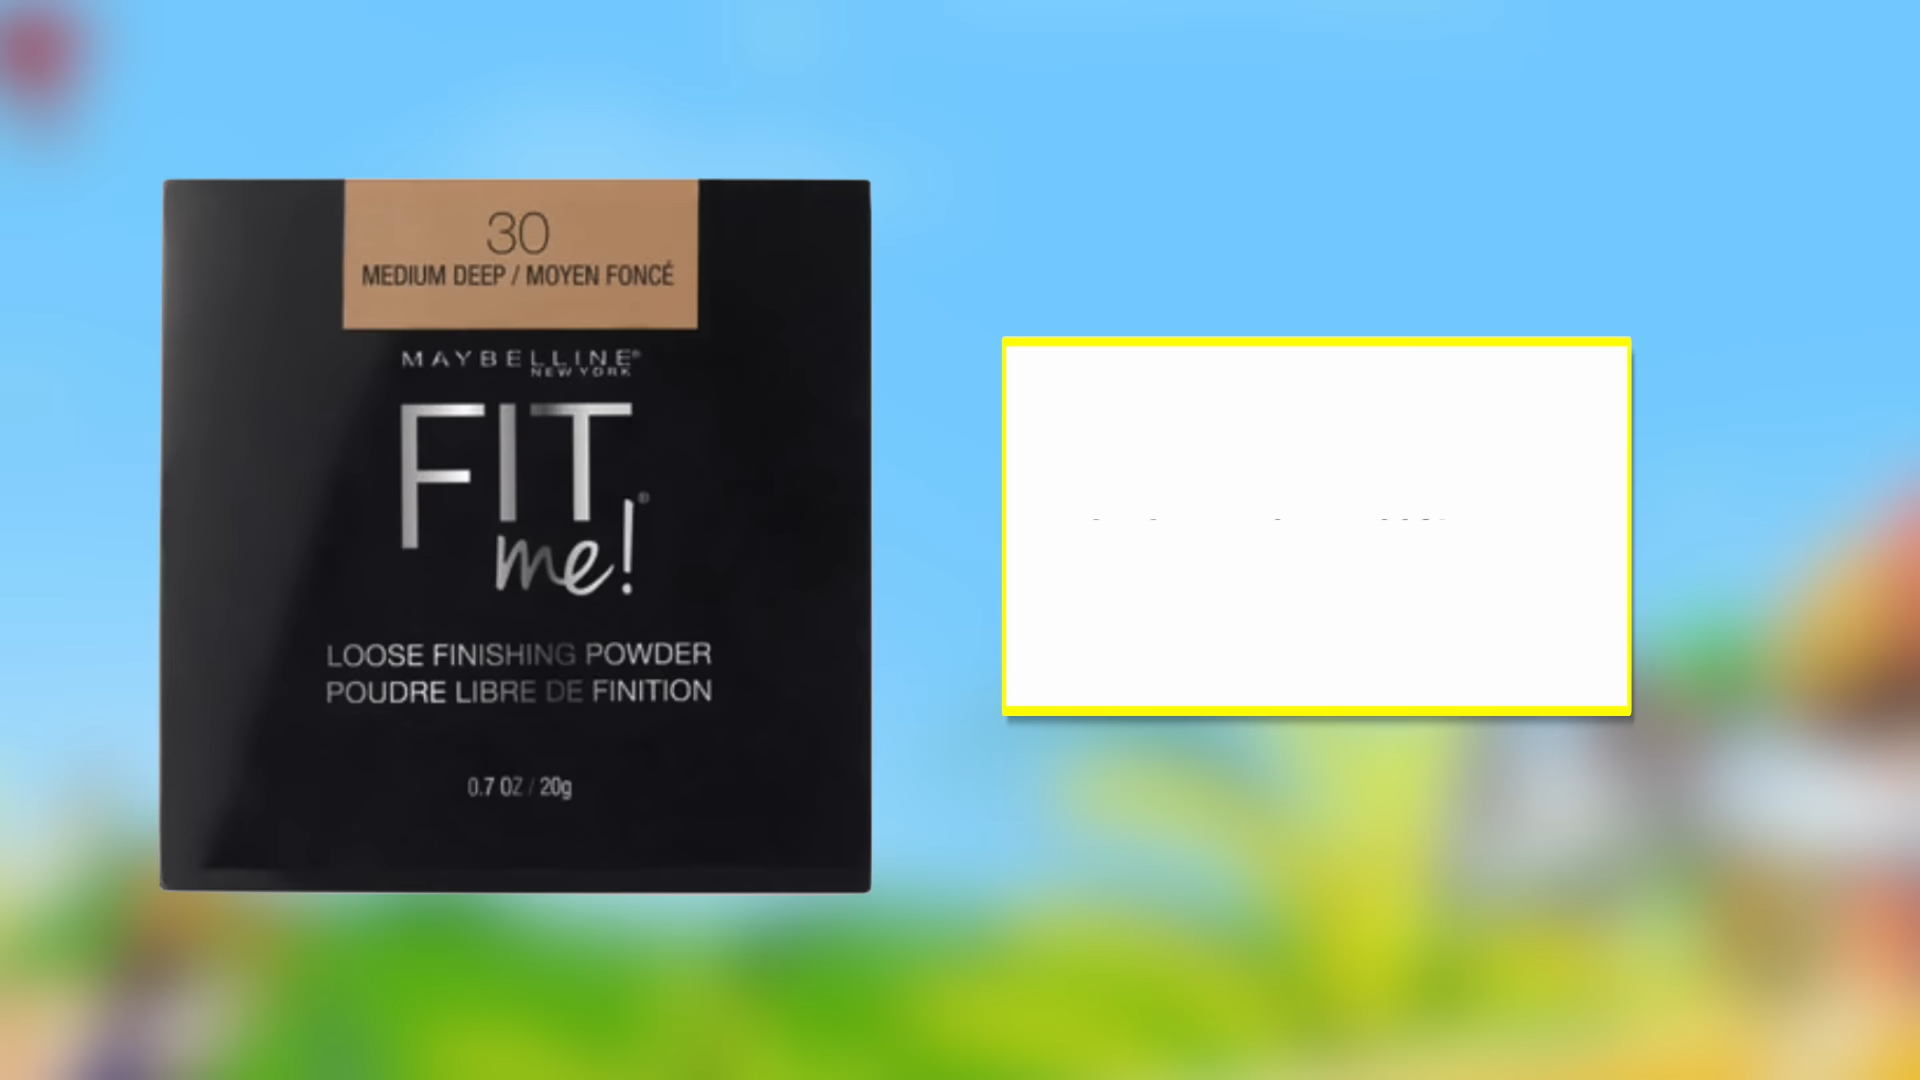 30
MEDIUM DEEP / MOYEN FONCÉ
MAYBELLINE®
NEW YORK
FIT
me!®
LOOSE FINISHING POWDER
POUDRE LIBRE DE FINITION
0.7 OZ / 20g